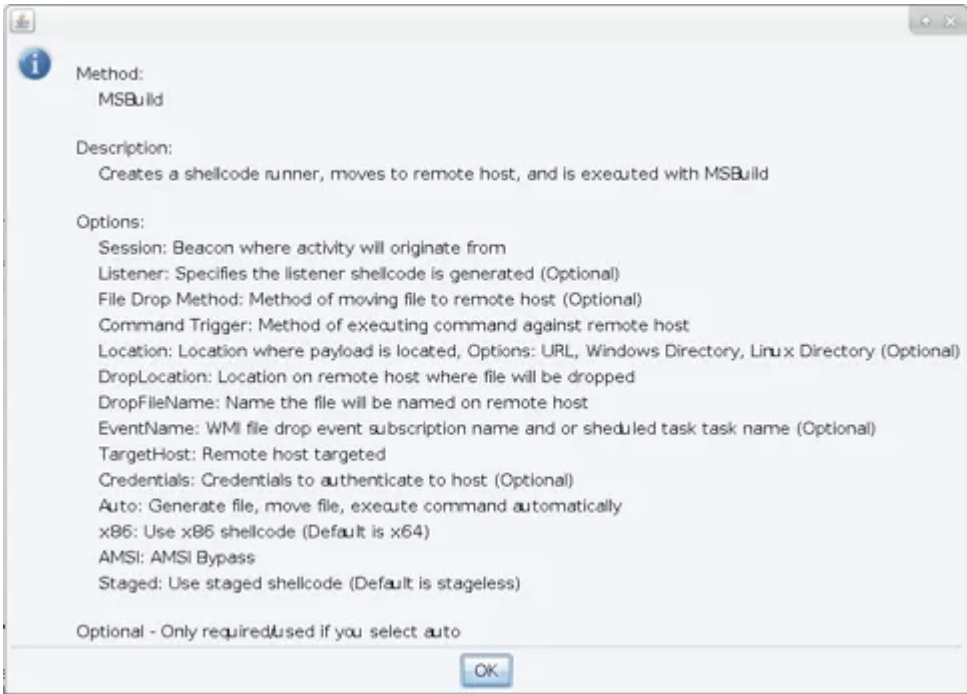 Method:
MSBuild
Description:
Creates a shellcode runner, moves to remote host, and is executed with MSBuild
Options:
Session: Beacon where activity will originate from
Listener: Specifies the listener shellcode is generated (Optional)
File Drop Method: Method of moving file to remote host (Optional)
Command Trigger: Method of executing command against remote host
Location: Location where payload is located, Options: URL, Windows Directory, Linux Directory (Optional)
DropLocation: Location on remote host where file will be dropped
DropFileName: Name the file will be named on remote host
EventName: WMI file drop event subscription name and or sheduled task task name (Optional)
TargetHost: Remote host targeted
Credentials: Credentials to authenticate to host (Optional)
Auto: Generate file, move file, execute command automatically
x86: Use x86 shellcode (Default is x64)
AMSI: AMSI Bypass
Staged: Use staged shellcode (Default is stageless)
Optional - Only required/used if you select auto
OK